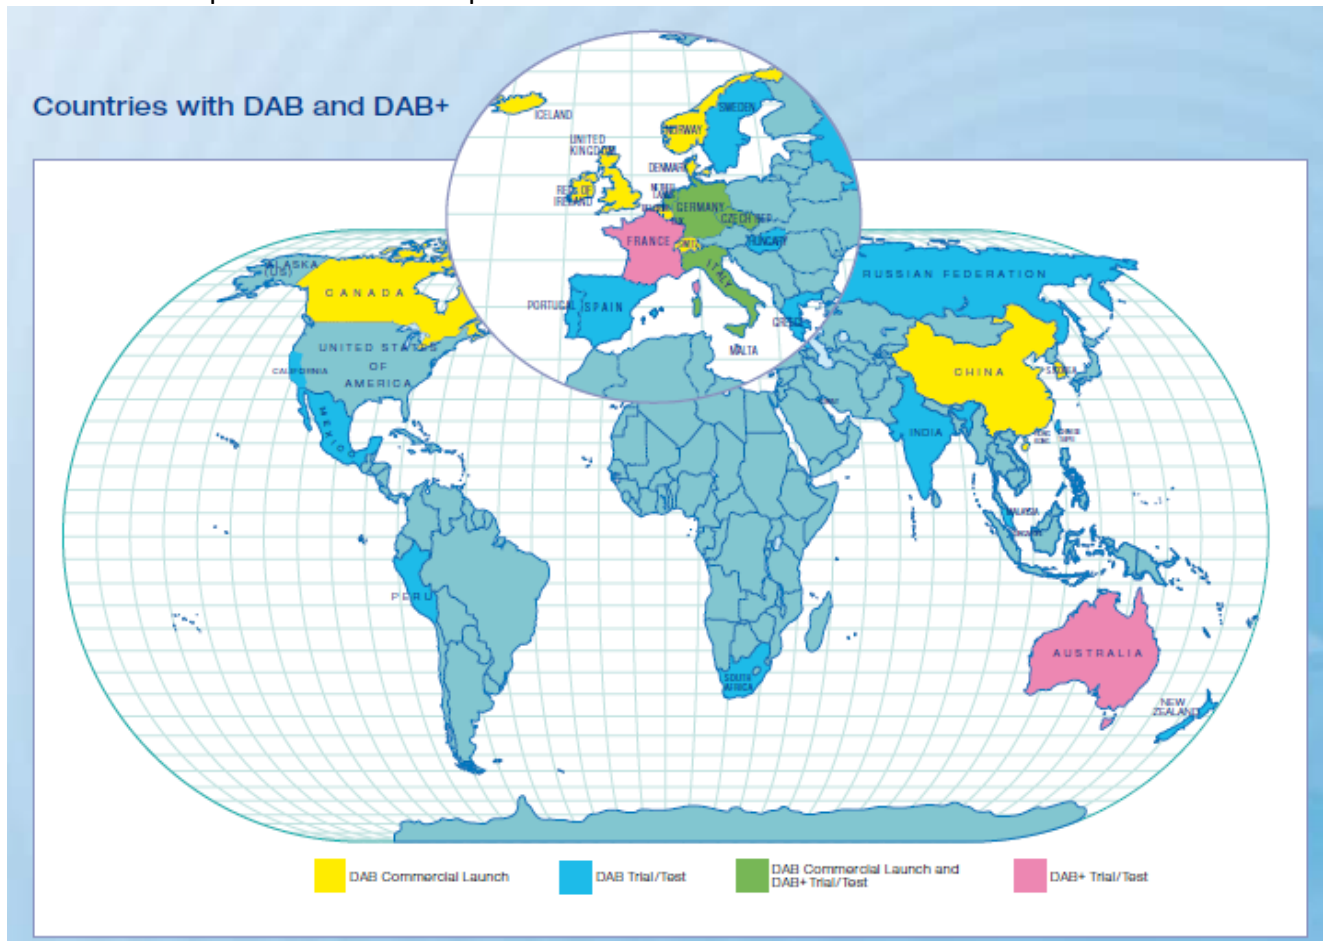 Countries with DAB and DAB+
ICELAND
UNITED
KINGDOM
REP. OF
IRELAND
NORWAY
SWEDEN
DENMARK
GERMANY
CZECH REP
FRANCE
HUNGARY
ITALY
PORTUGAL
SPAIN
GREECE
MALTA
ALASKA
(US)
CANADA
UNITED STATES
OF
AMERICA
CALIFORNIA
MEXICO
PERU
RUSSIAN FEDERATION
CHINA
INDIA
MALAYSIA
SOUTH
AFRICA
AUSTRALIA
NEW
ZEALAND
DAB Commercial Launch
DAB Trial/Test
DAB Commercial Launch and
DAB+ Trial/Test
DAB+ Trial/Test